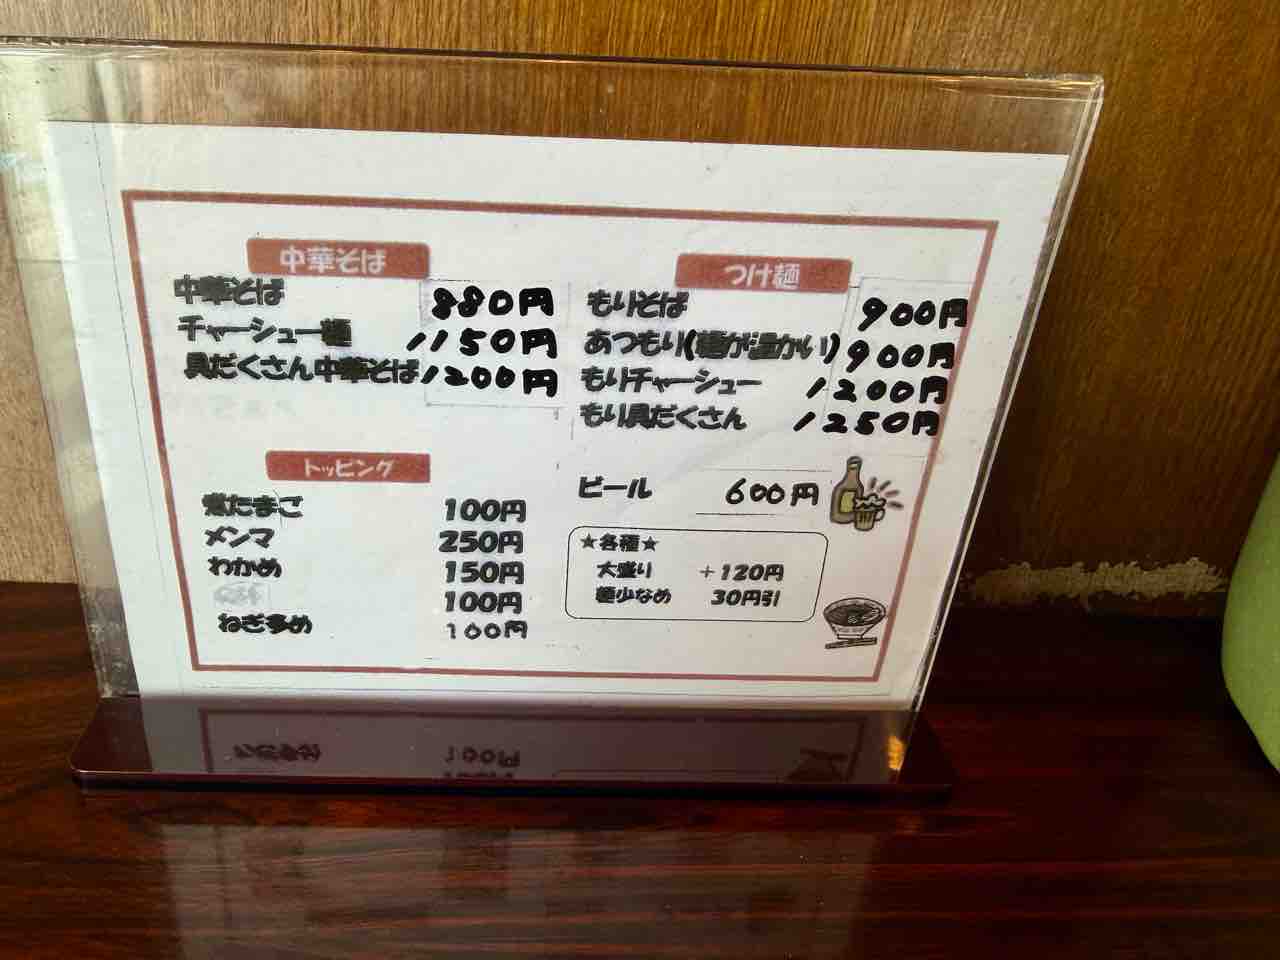 中華そば
中華そば 880円
チャーシュー麺 1150円
具だくさん中華そば 1200円
つけ麺
もりそば 900円
あつもり(麺が温かい) 900円
もりチャーシュー 1200円
もり具だくさん 1250円
トッピング
煮たまご 100円
メンマ 250円
わかめ 150円
100円
ねぎ多め 100円
ビール 600円
★各種★
大盛り +120円
麺少なめ 30円引